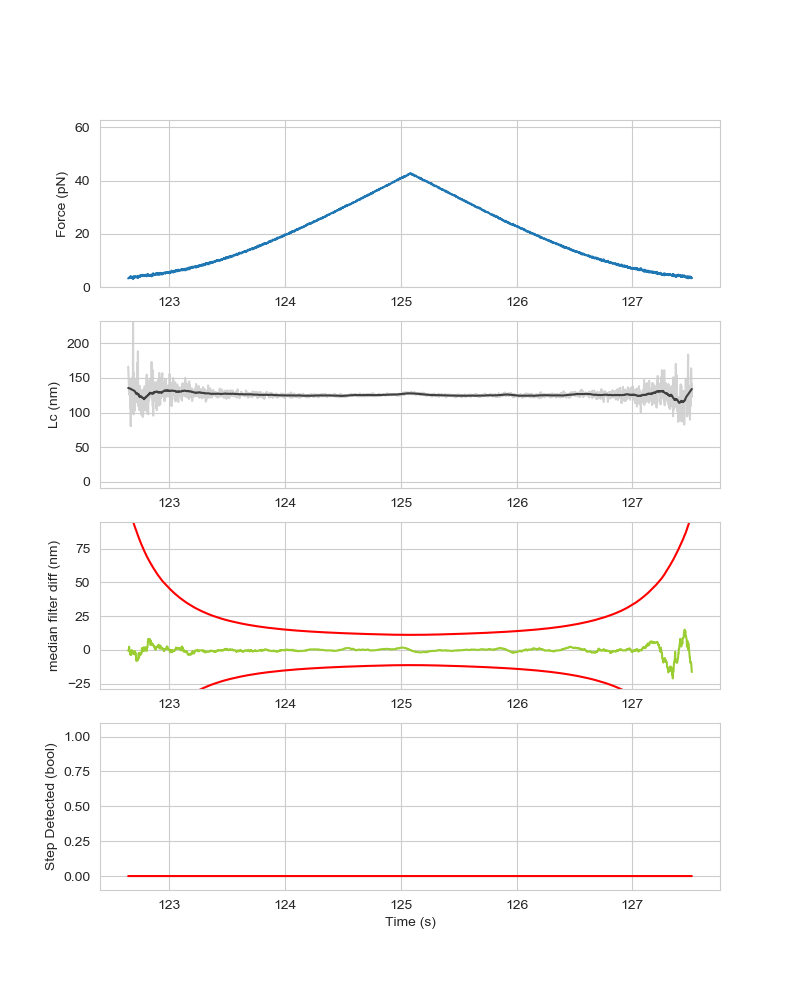 60
40
20
0
Force (pN)
123 124 125 126 127
200
150
100
50
0
Lc (nm)
123 124 125 126 127
75
50
25
0
−25
median filter diff (nm)
123 124 125 126 127
1.00
0.75
0.50
0.25
0.00
Step Detected (bool)
123 124 125 126 127
Time (s)